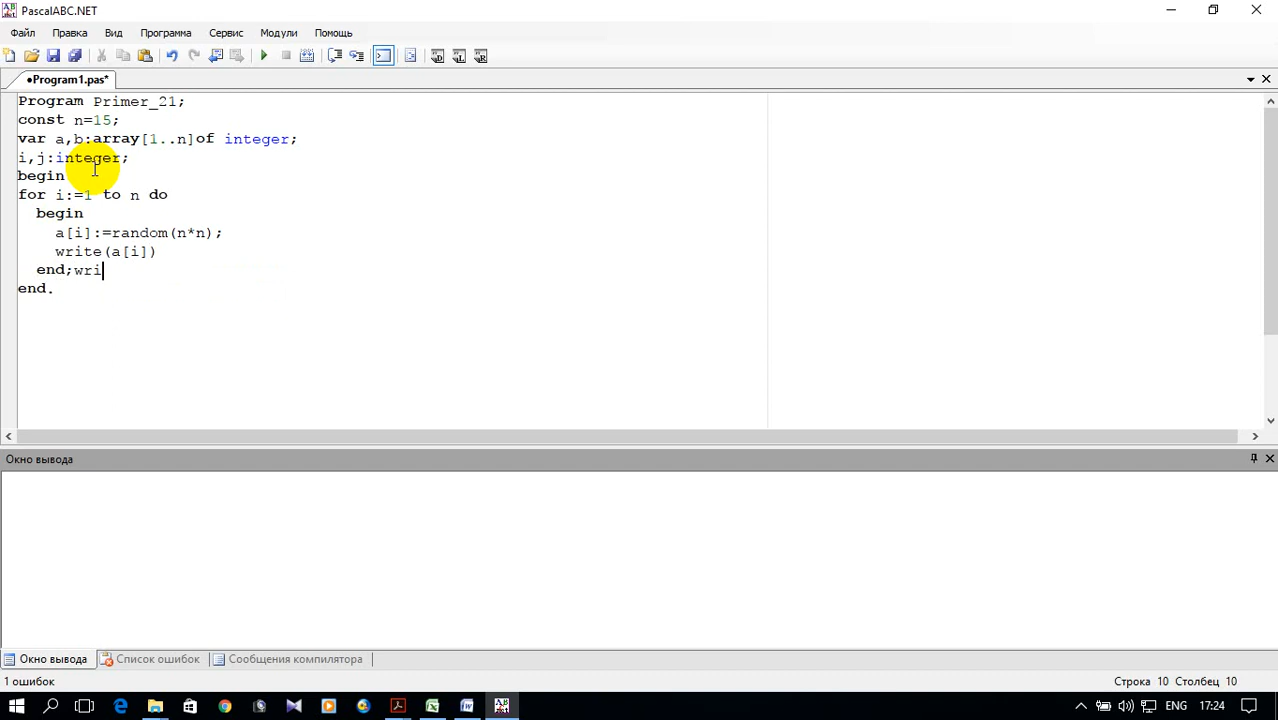 PascalABC.NET
Файл Правка Вид Программа Сервис Модули Помощь
●Program1.pas*
Program Primer_21;
const n=15;
var a,b:array[1..n]of integer;
i,j:integer;
begin
for i:=1 to n do
begin
a[i]:=random(n*n);
write(a[i])
end;wri
end.
Окно вывода
Окно вывода Список ошибок Сообщения компилятора
1 ошибок Строка 10 Столбец 10
ENG 17:24